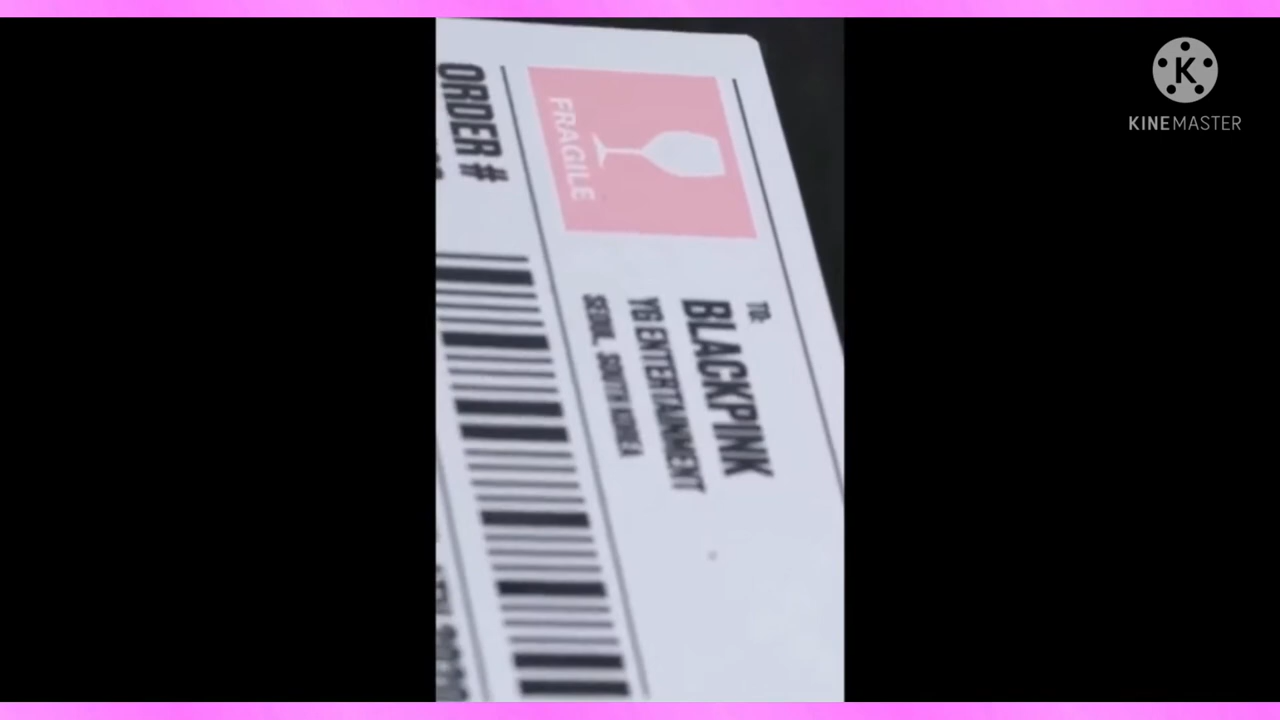 FRAGILE
TO:
BLACKPINK
YG ENTERTAINMENT
SEOUL, SOUTH KOREA
ORDER #
KINEMASTER